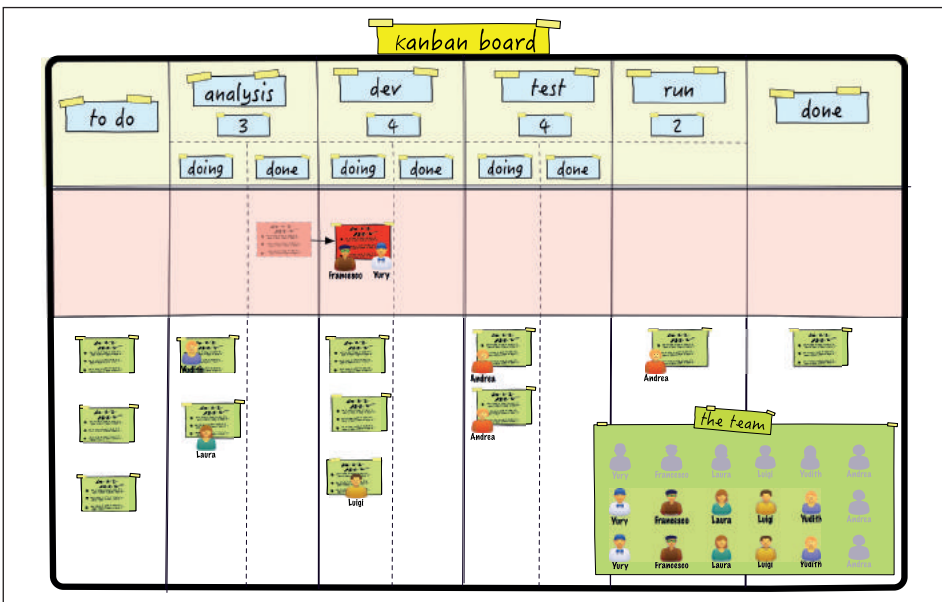 kanban board
to do
analysis
dev
test
run
done
3
4
4
2
doing
done
doing
done
doing
done
Francesco
Yury
Yudith
Andrea
Andrea
Laura
Andrea
Luigi
the team
Yury Francesco Laura Luigi Yudith Andrea
Yury Francesco Laura Luigi Yudith Andrea
Yury Francesco Laura Luigi Yudith Andrea